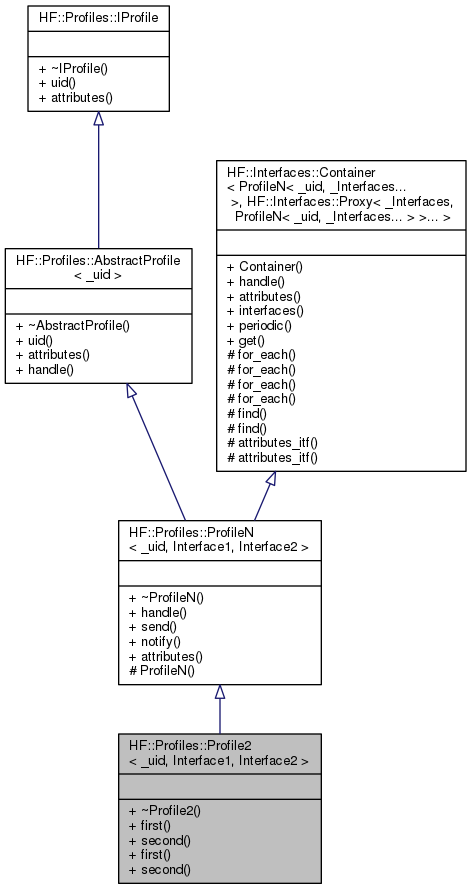 HF::Profiles::IProfile
+ ~IProfile()
+ uid()
+ attributes()
HF::Interfaces::Container
< ProfileN< _uid, _Interfaces...
>, HF::Interfaces::Proxy< _Interfaces,
ProfileN< _uid, _Interfaces... > >... >
+ Container()
+ handle()
+ attributes()
+ interfaces()
+ periodic()
+ get()
# for_each()
# for_each()
# for_each()
# for_each()
# find()
# find()
# attributes_itf()
# attributes_itf()
HF::Profiles::AbstractProfile
< _uid >
+ ~AbstractProfile()
+ uid()
+ attributes()
+ handle()
HF::Profiles::ProfileN
< _uid, Interface1, Interface2 >
+ ~ProfileN()
+ handle()
+ send()
+ notify()
+ attributes()
# ProfileN()
HF::Profiles::Profile2
< _uid, Interface1, Interface2 >
+ ~Profile2()
+ first()
+ second()
+ first()
+ second()